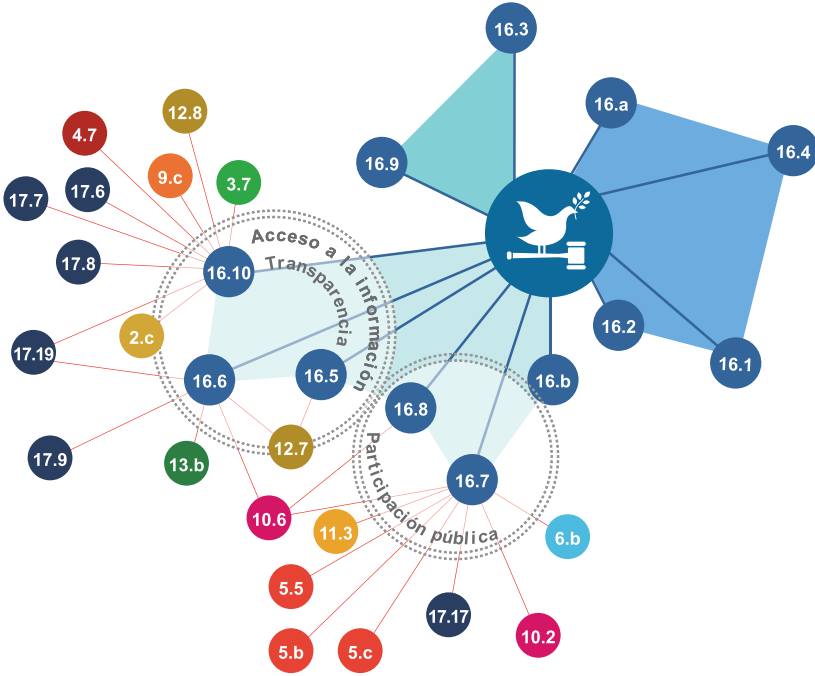 16.3
12.8
16.a
4.7
16.4
16.9
9.c
3.7
17.6
17.7
Acceso a la información
17.8
Transparencia
16.10
2.c
16.2
17.19
16.1
16.6
16.5
16.b
16.8
12.7
17.9
13.b
Participación pública
16.7
10.6
11.3
6.b
5.5
17.17
10.2
5.b
5.c